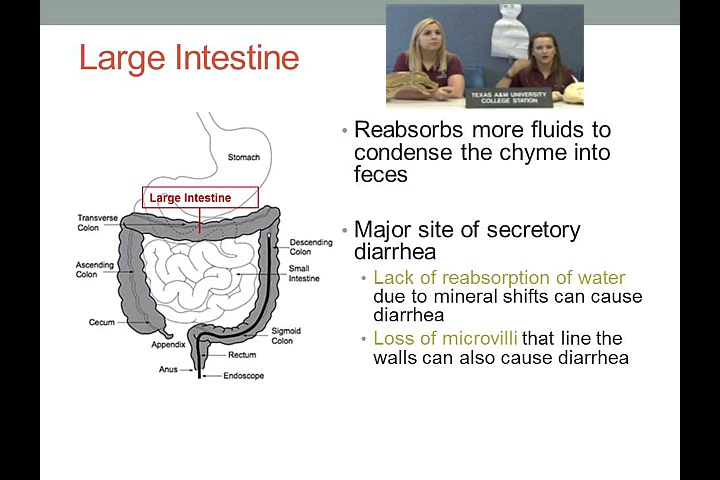 Large Intestine
TEXAS A&M UNIVERSITY
COLLEGE STATION
Stomach
Large Intestine
Transverse
Colon
Descending
Colon
Ascending
Colon
Small
Intestine
Cecum
Appendix
Sigmoid
Colon
Rectum
Anus
Endoscope
• Reabsorbs more fluids to
condense the chyme into
feces
• Major site of secretory
diarrhea
• Lack of reabsorption of water
due to mineral shifts can cause
diarrhea
• Loss of microvilli that line the
walls can also cause diarrhea